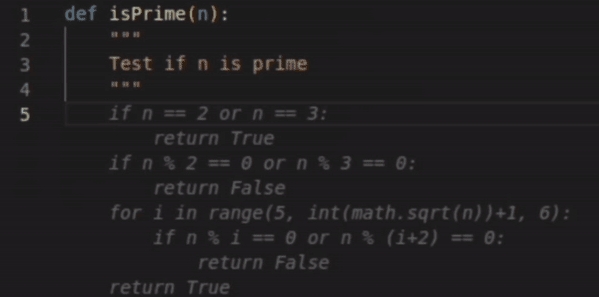 1 def isPrime(n):
2 """
3 Test if n is prime
4 """
5 if n == 2 or n == 3:
return True
if n % 2 == 0 or n % 3 == 0:
return False
for i in range(5, int(math.sqrt(n))+1, 6):
if n % i == 0 or n % (i+2) == 0:
return False
return True